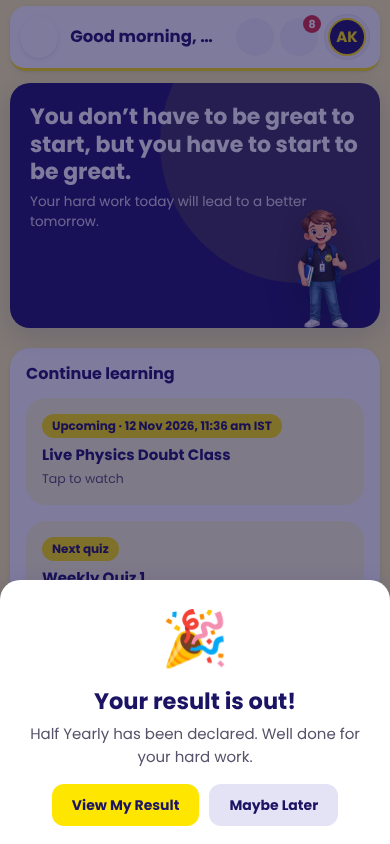 Good morning, ...
8
AK
You don’t have to be great to
start, but you have to start to
be great.
Your hard work today will lead to a better
tomorrow.
Continue learning
Upcoming · 12 Nov 2026, 11:36 am IST
Live Physics Doubt Class
Tap to watch
Next quiz
Weekly Quiz 1
Your result is out!
Half Yearly has been declared. Well done for
your hard work.
View My Result
Maybe Later